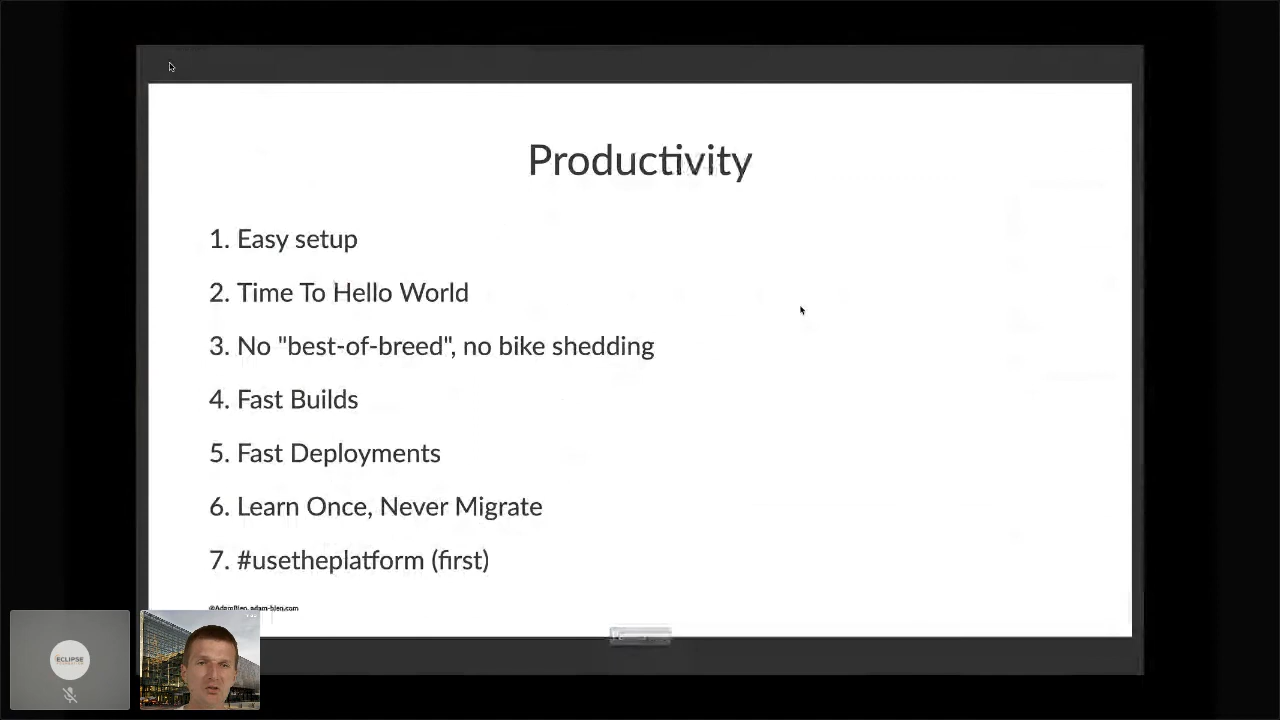 Productivity
1. Easy setup
2. Time To Hello World
3. No "best-of-breed", no bike shedding
4. Fast Builds
5. Fast Deployments
6. Learn Once, Never Migrate
7. #usetheplatform (first)
@AdamBien, adam-bien.com
ECLIPSE